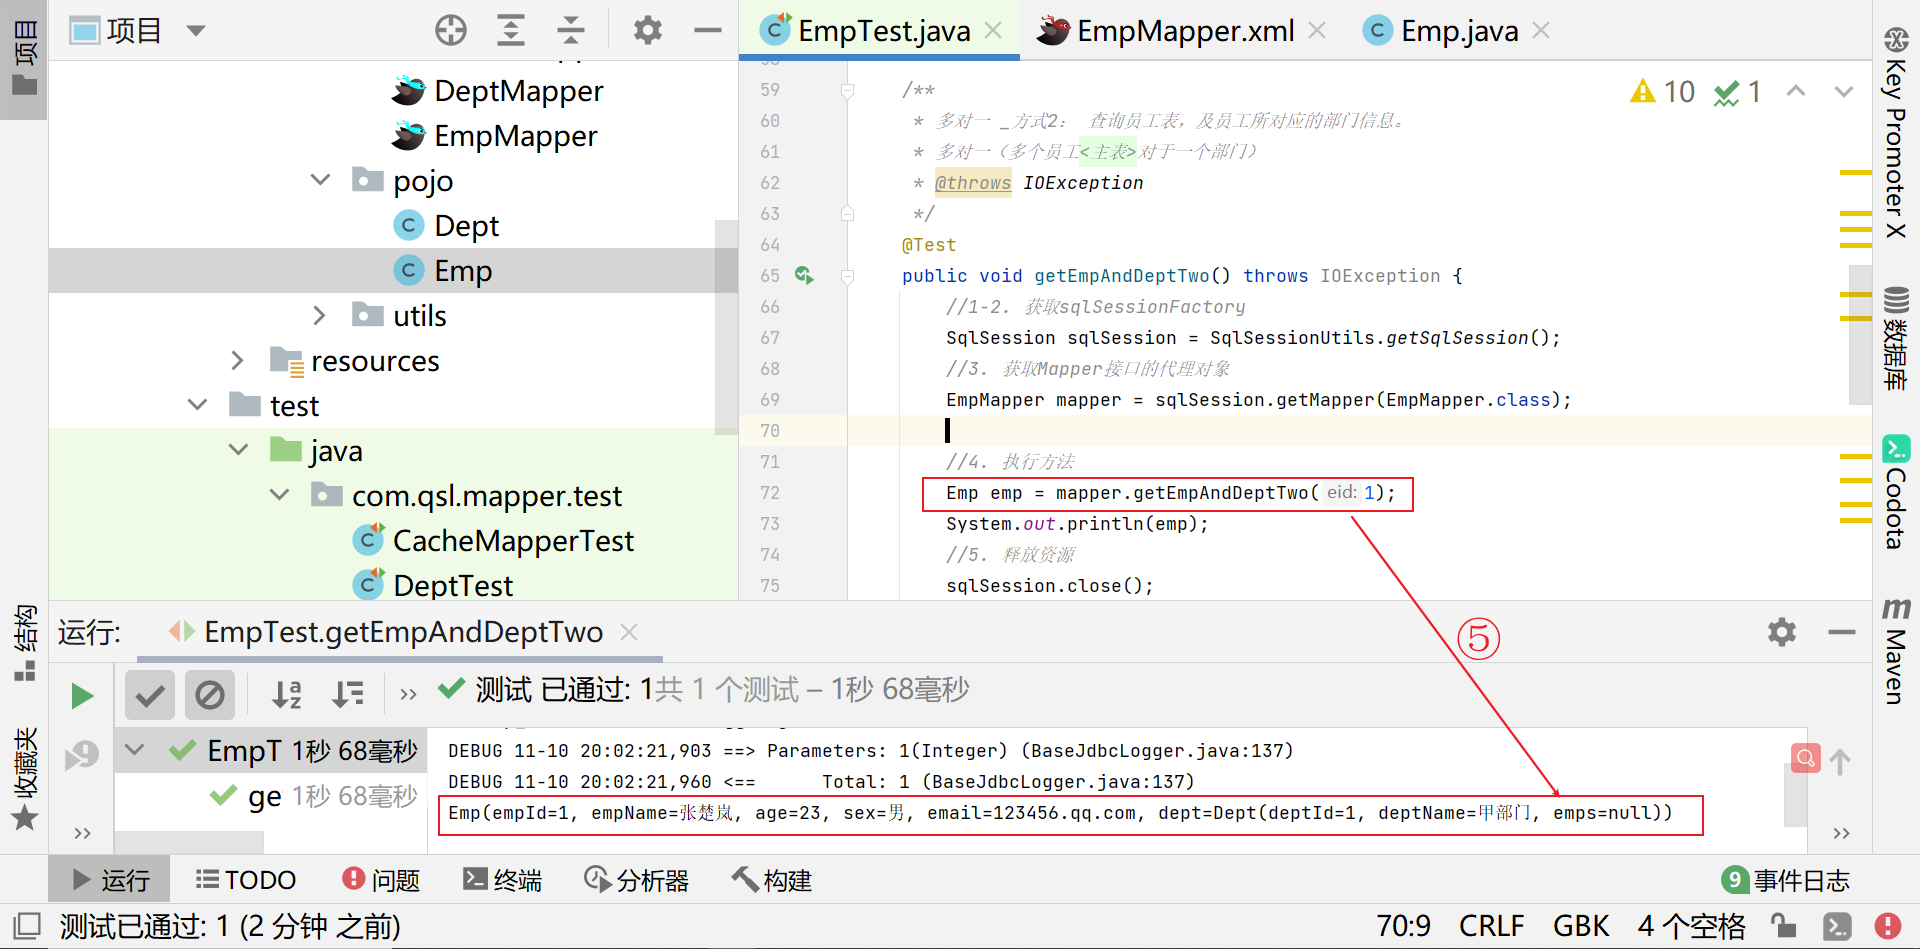 项目
EmpTest.java
EmpMapper.xml
Emp.java
项目
DeptMapper
EmpMapper
pojo
Dept
Emp
utils
resources
test
java
com.qsl.mapper.test
CacheMapperTest
DeptTest
59 /**
60 * 多对一 _方式2： 查询员工表，及员工所对应的部门信息。
61 * 多对一（多个员工<主表>对于一个部门）
62 * @throws IOException
63 */
64 @Test
65 public void getEmpAndDeptTwo() throws IOException {
66 //1-2. 获取sqlSessionFactory
67 SqlSession sqlSession = SqlSessionUtils.getSqlSession();
68 //3. 获取Mapper接口的代理对象
69 EmpMapper mapper = sqlSession.getMapper(EmpMapper.class);
70
71 //4. 执行方法
72 Emp emp = mapper.getEmpAndDeptTwo( eid: 1);
73 System.out.println(emp);
74 //5. 释放资源
75 sqlSession.close();
10 1
Key Promoter X
数据库
Codota
m Maven
结构
收藏夹
运行:
EmpTest.getEmpAndDeptTwo
⑤
测试 已通过: 1共 1 个测试 – 1秒 68毫秒
EmpT 1秒 68毫秒
ge 1秒 68毫秒
DEBUG 11-10 20:02:21,903 ==> Parameters: 1(Integer) (BaseJdbcLogger.java:137)
DEBUG 11-10 20:02:21,960 <== Total: 1 (BaseJdbcLogger.java:137)
Emp(empId=1, empName=张楚岚, age=23, sex=男, email=123456.qq.com, dept=Dept(deptId=1, deptName=甲部门, emps=null))
运行
TODO
问题
终端
分析器
构建
9 事件日志
测试已通过: 1 (2 分钟 之前)
70:9
CRLF
GBK
4 个空格